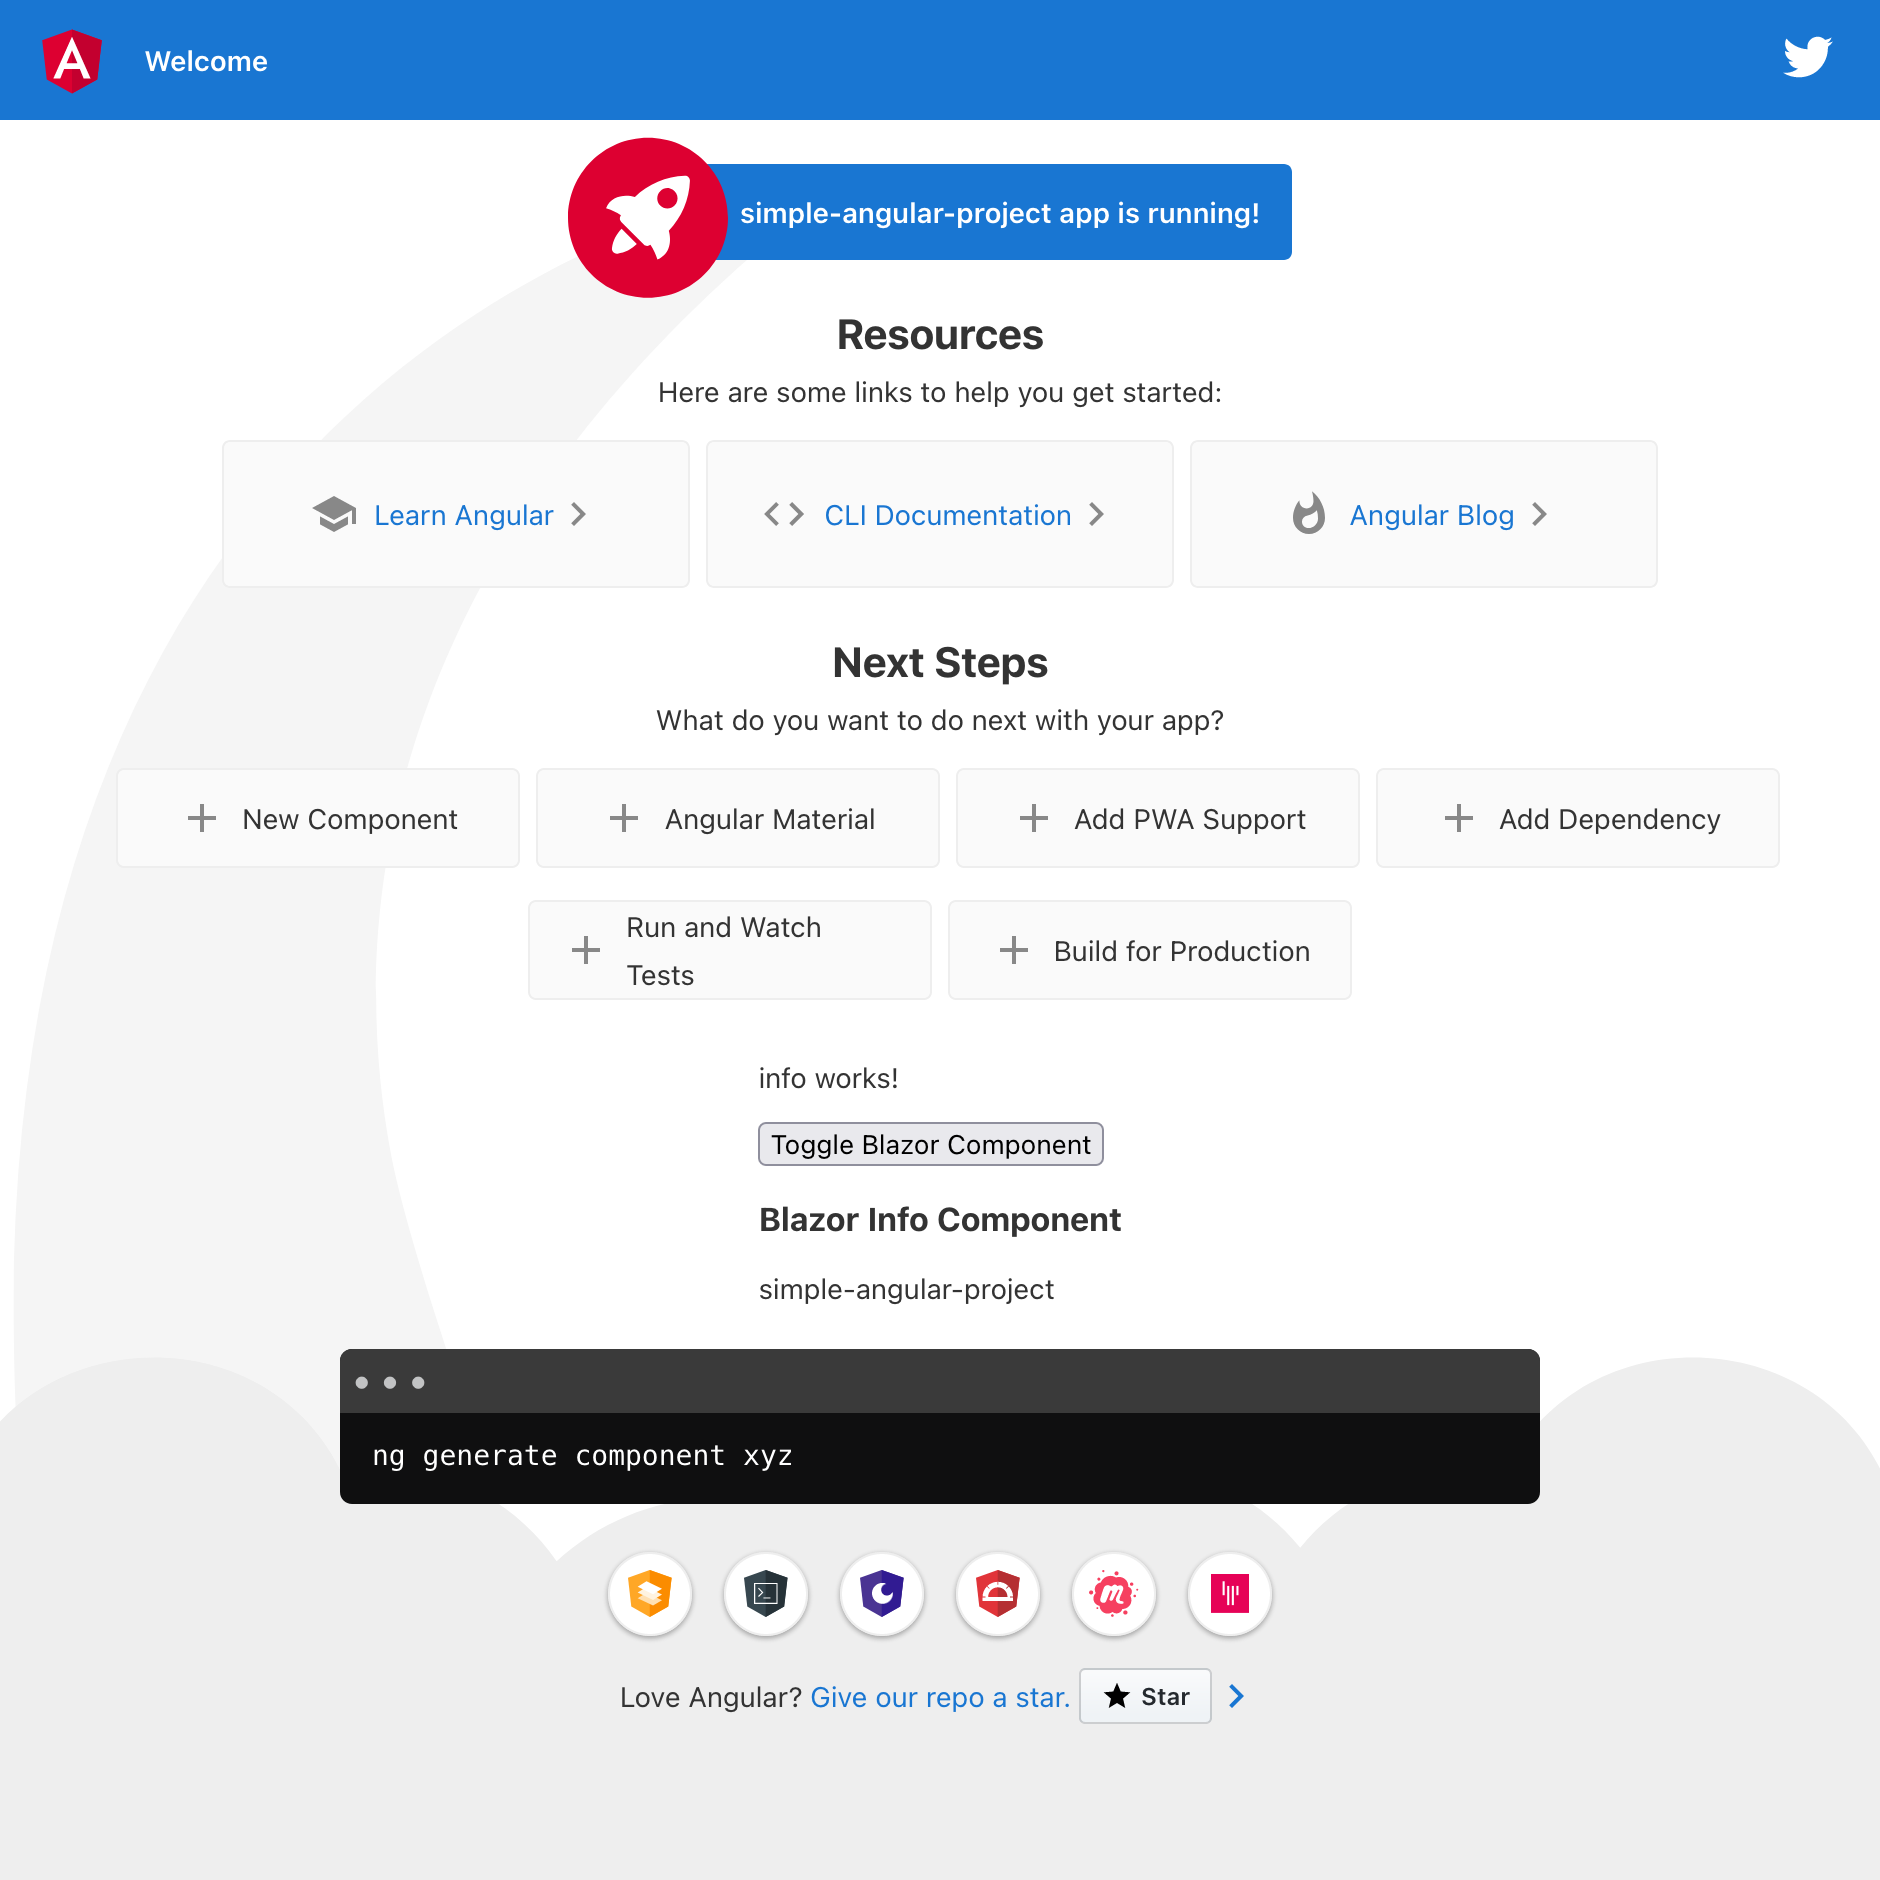 Welcome
simple-angular-project app is running!
Resources
Here are some links to help you get started:
Learn Angular
CLI Documentation
Angular Blog
Next Steps
What do you want to do next with your app?
New Component
Angular Material
Add PWA Support
Add Dependency
Run and Watch
Tests
Build for Production
info works!
Toggle Blazor Component
Blazor Info Component
simple-angular-project
ng generate component xyz
Love Angular? Give our repo a star. Star